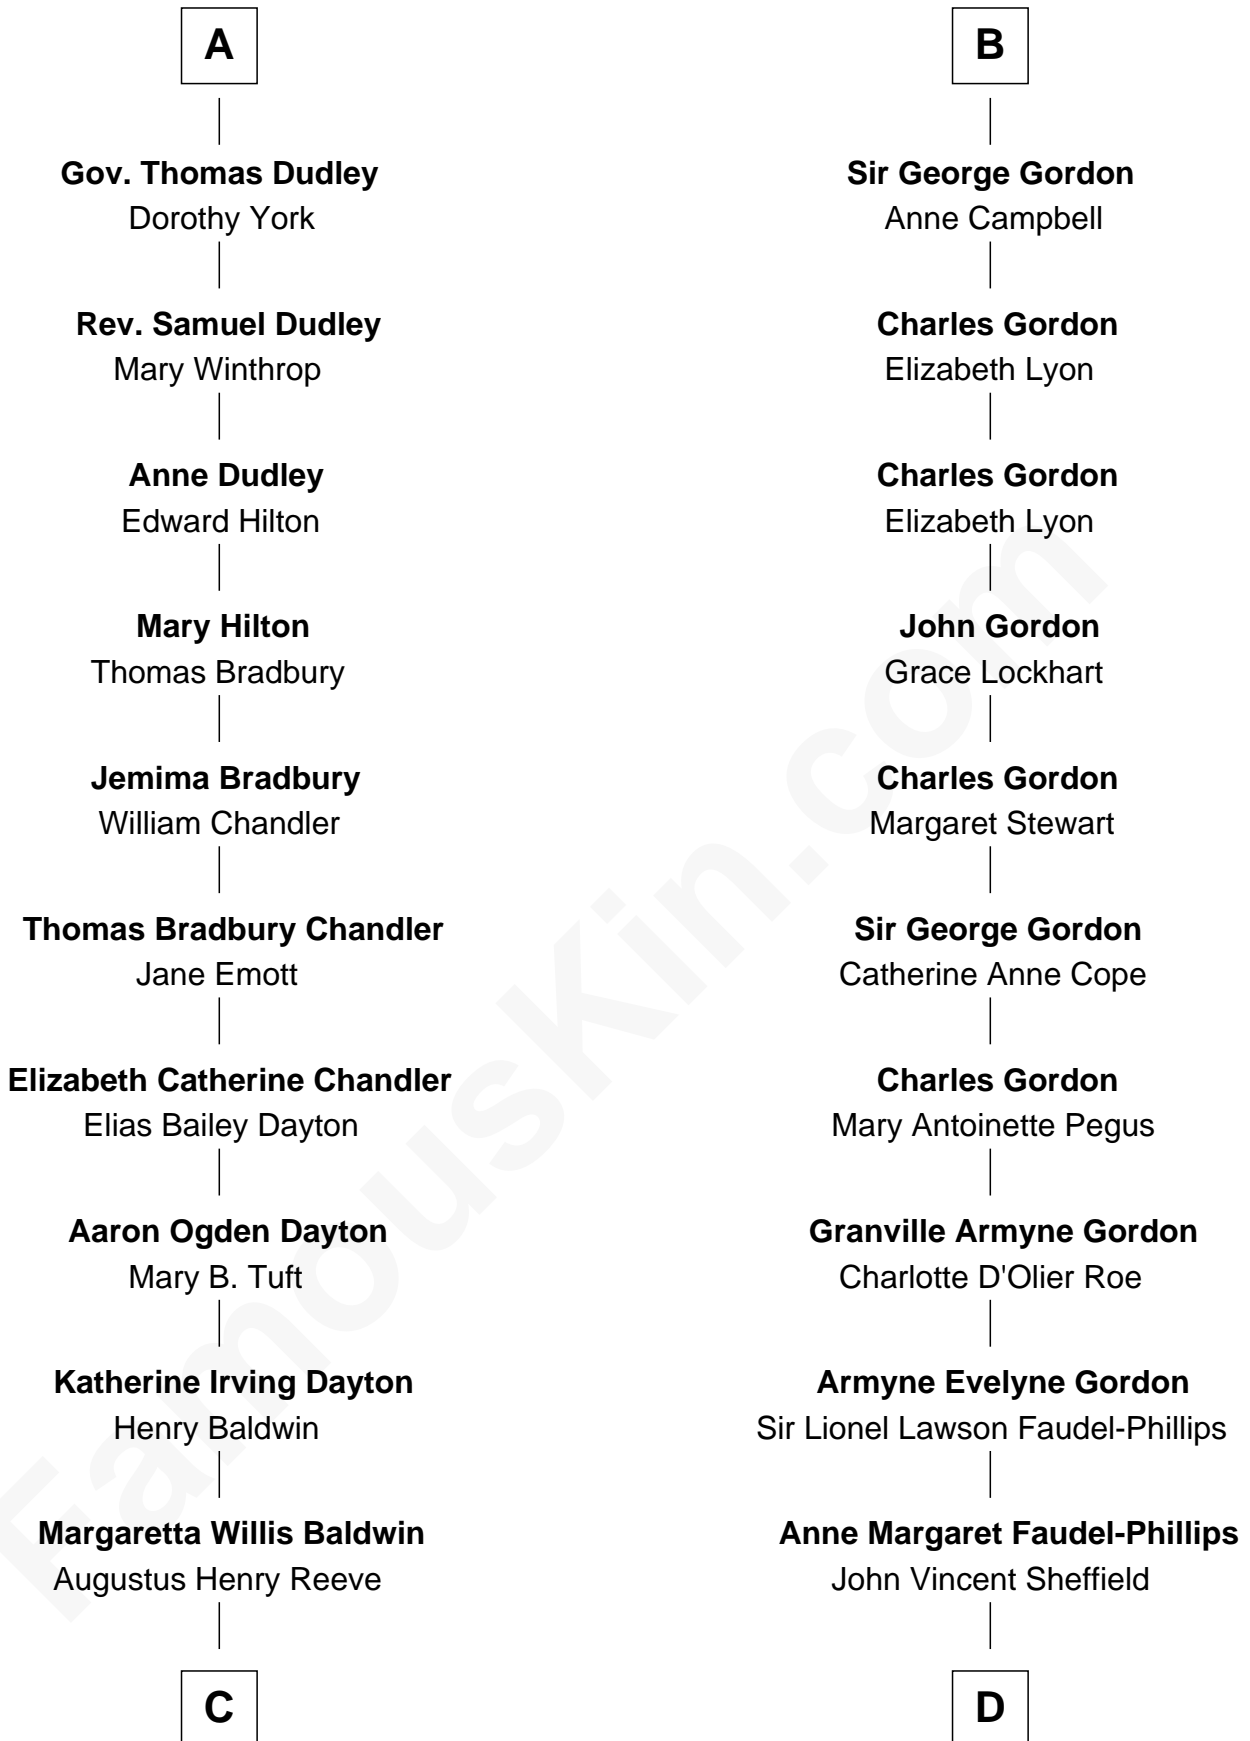 A
Gov. Thomas Dudley
Dorothy York
Rev. Samuel Dudley
Mary Winthrop
Anne Dudley
Edward Hilton
Mary Hilton
Thomas Bradbury
Jemima Bradbury
William Chandler
Thomas Bradbury Chandler
Jane Emott
Elizabeth Catherine Chandler
Elias Bailey Dayton
Aaron Ogden Dayton
Mary B. Tuft
Katherine Irving Dayton
Henry Baldwin
Margaretta Willis Baldwin
Augustus Henry Reeve
C
B
Sir George Gordon
Anne Campbell
Charles Gordon
Elizabeth Lyon
Charles Gordon
Elizabeth Lyon
John Gordon
Grace Lockhart
Charles Gordon
Margaret Stewart
Sir George Gordon
Catherine Anne Cope
Charles Gordon
Mary Antoinette Pegus
Granville Armyne Gordon
Charlotte D'Olier Roe
Armyne Evelyne Gordon
Sir Lionel Lawson Faudel-Phillips
Anne Margaret Faudel-Phillips
John Vincent Sheffield
D
FamousKin.com